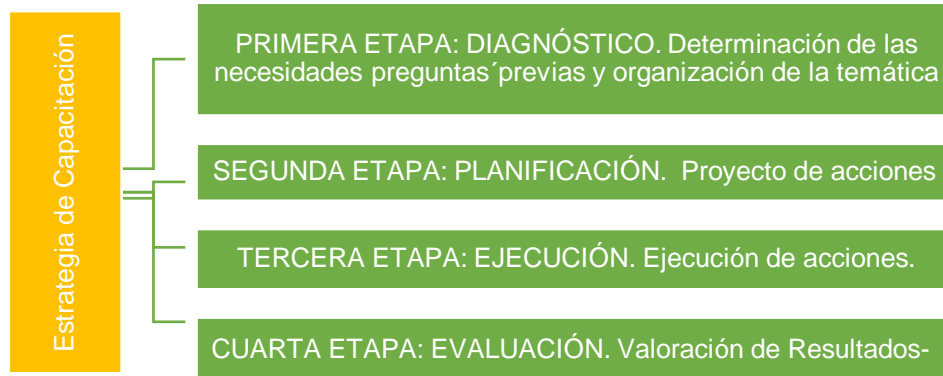 Estrategia de Capacitación
PRIMERA ETAPA: DIAGNÓSTICO. Determinación de las
necesidades preguntas´previas y organización de la temática
SEGUNDA ETAPA: PLANIFICACIÓN. Proyecto de acciones
TERCERA ETAPA: EJECUCIÓN. Ejecución de acciones.
CUARTA ETAPA: EVALUACIÓN. Valoración de Resultados-